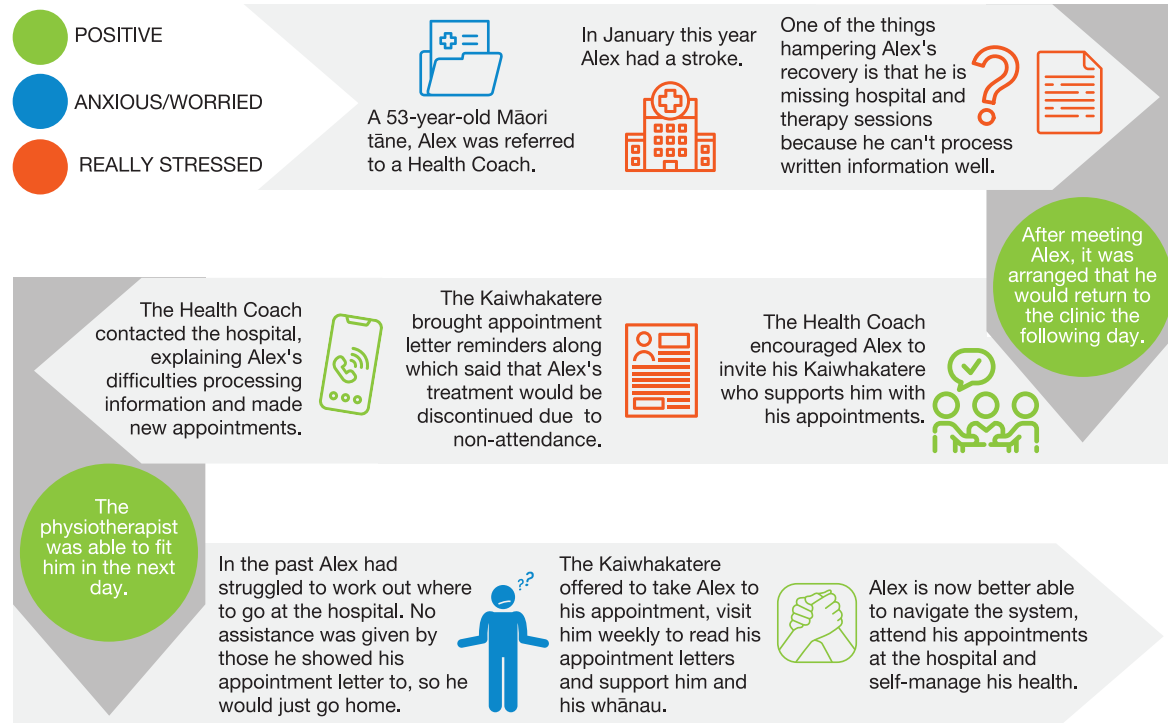 POSITIVE
ANXIOUS/WORRIED
REALLY STRESSED
A 53-year-old Māori
tāne, Alex was referred
to a Health Coach.
In January this year
Alex had a stroke.
One of the things
hampering Alex's
recovery is that he is
missing hospital and
therapy sessions
because he can't process
written information well.
?
After meeting
Alex, it was
arranged that he
would return to
the clinic the
following day.
The Health Coach
encouraged Alex to
invite his Kaiwhakatere
who supports him with
his appointments.
The Kaiwhakatere
brought appointment
letter reminders along
which said that Alex's
treatment would be
discontinued due to
non-attendance.
The Health Coach
contacted the hospital,
explaining Alex's
difficulties processing
information and made
new appointments.
The
physiotherapist
was able to fit
him in the next
day.
In the past Alex had
struggled to work out where
to go at the hospital. No
assistance was given by
those he showed his
appointment letter to, so he
would just go home.
??
The Kaiwhakatere
offered to take Alex to
his appointment, visit
him weekly to read his
appointment letters
and support him and
his whānau.
Alex is now better able
to navigate the system,
attend his appointments
at the hospital and
self-manage his health.